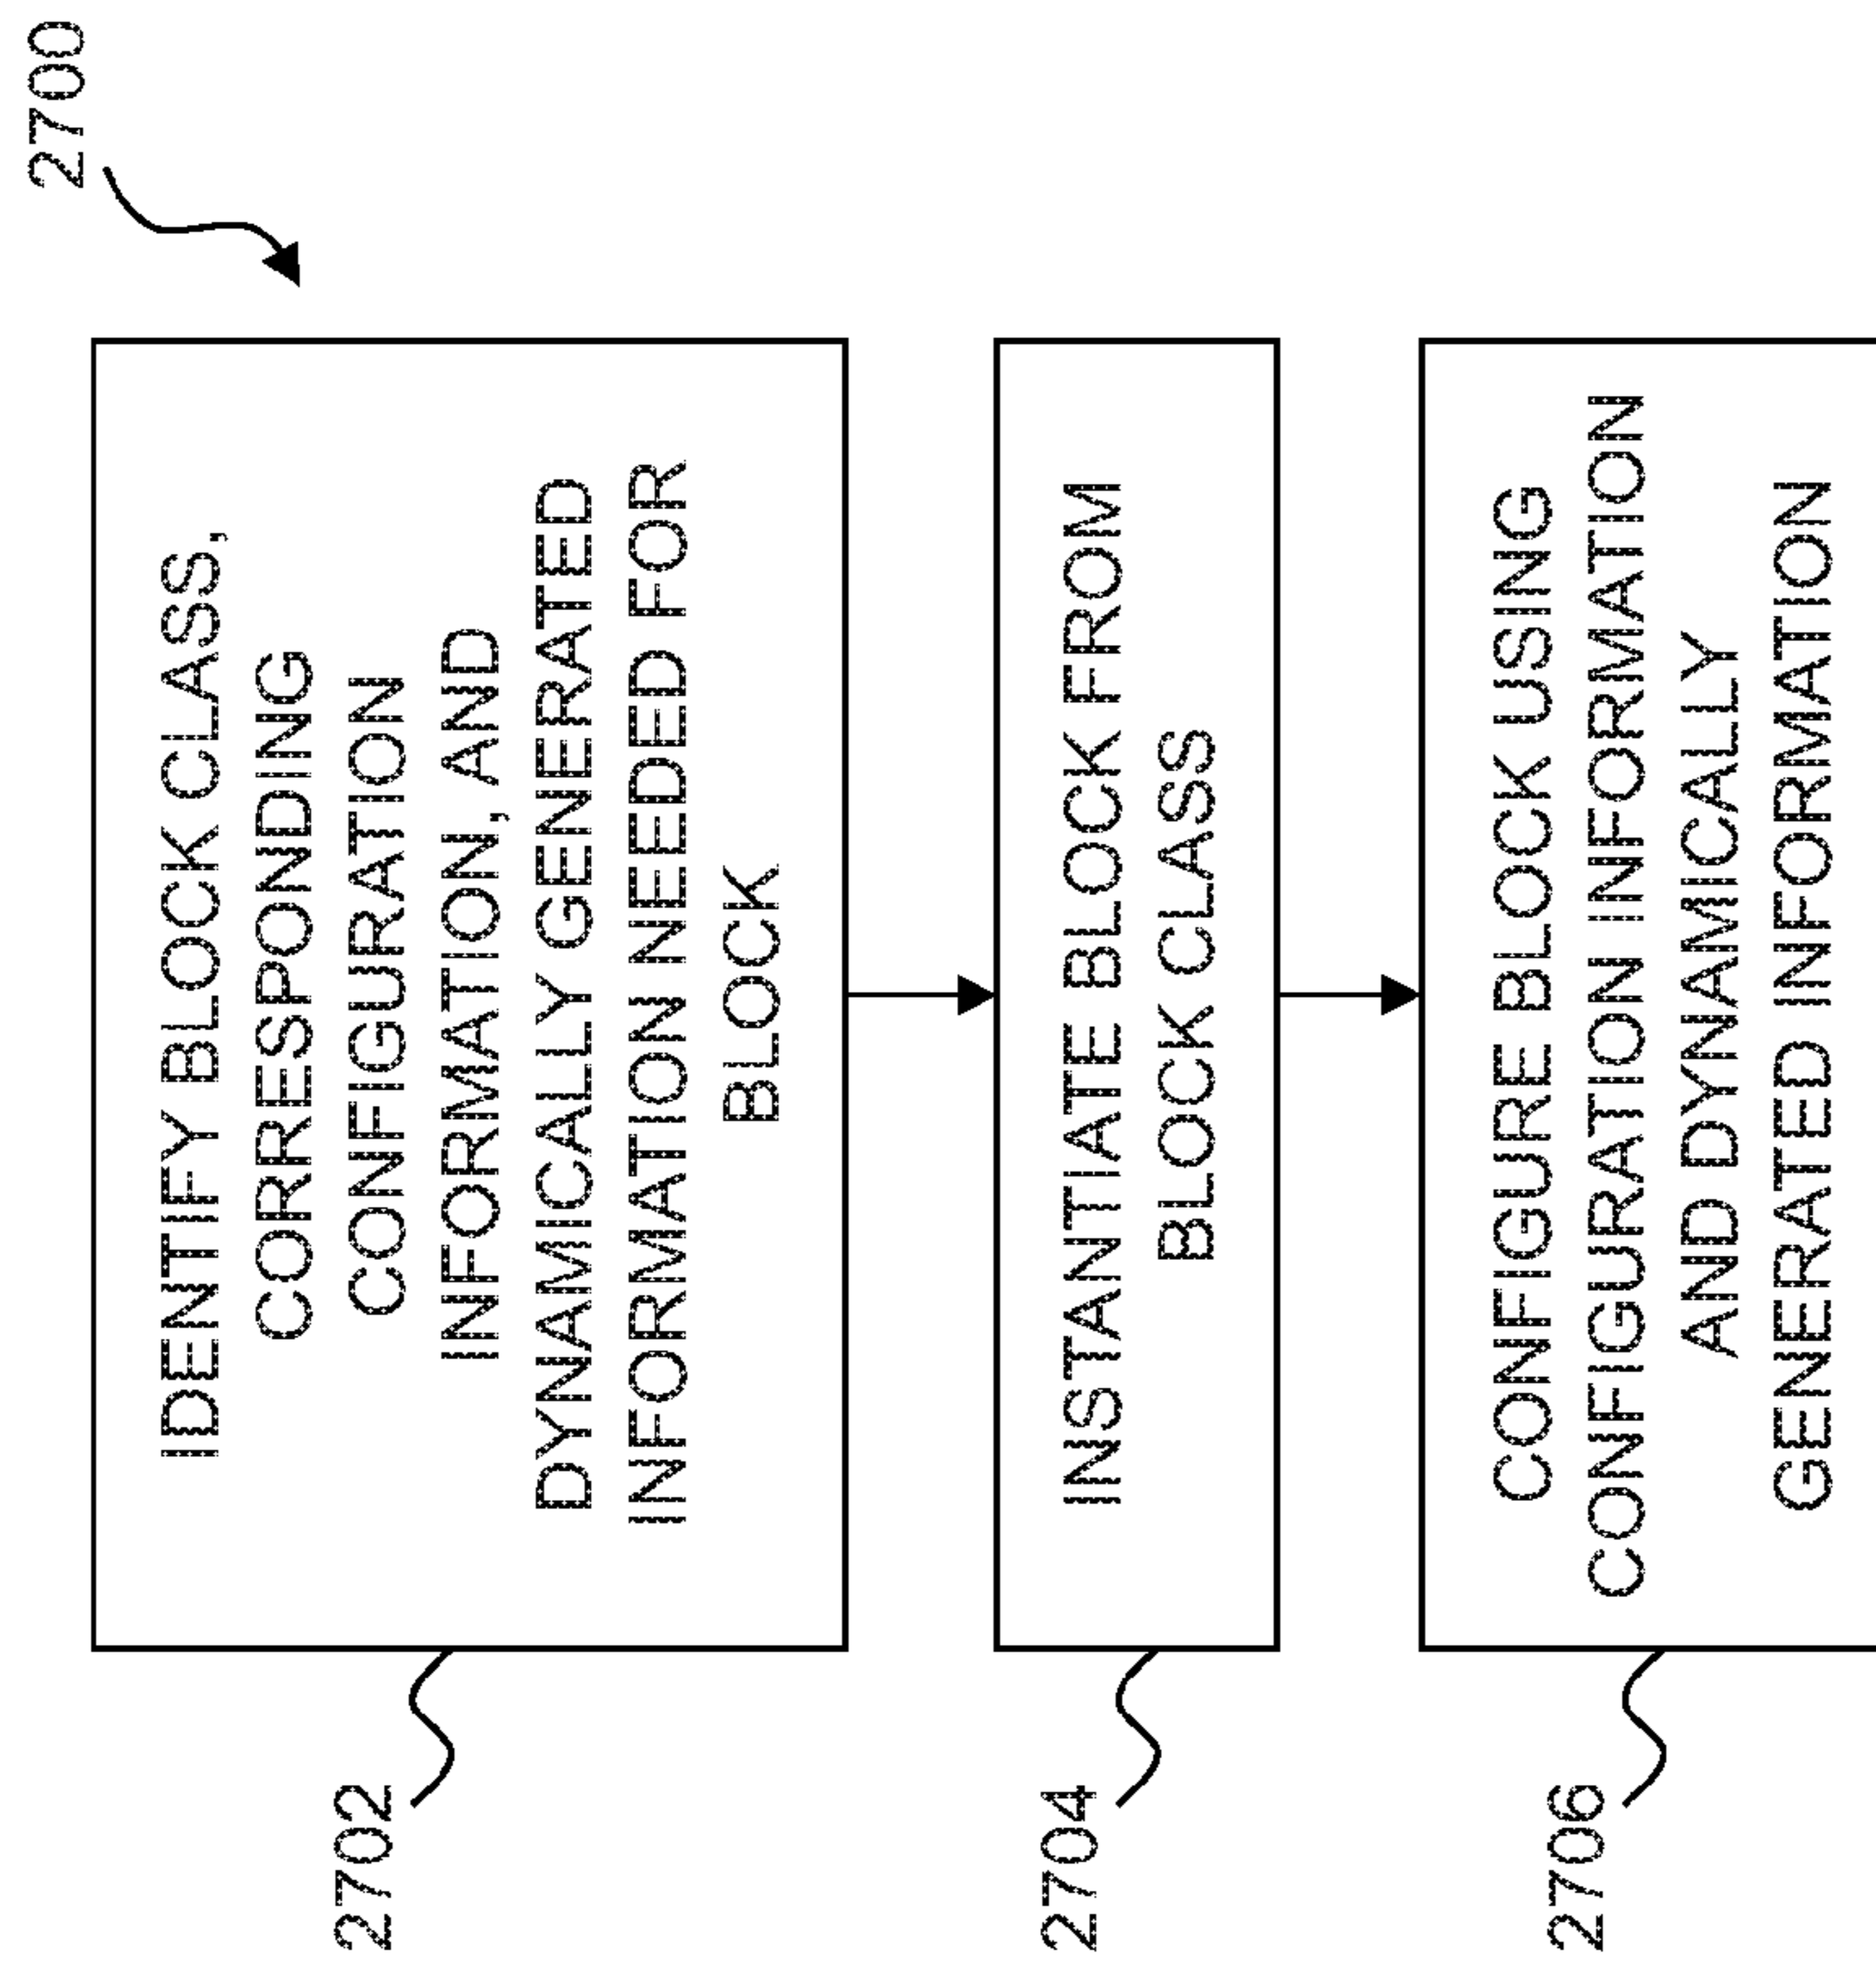 2700
2702
IDENTIFY BLOCK CLASS,
CORRESPONDING
CONFIGURATION
INFORMATION, AND
DYNAMICALLY GENERATED
INFORMATION NEEDED FOR
BLOCK
2704
INSTANTIATE BLOCK FROM
BLOCK CLASS
2706
CONFIGURE BLOCK USING
CONFIGURATION INFORMATION
AND DYNAMICALLY
GENERATED INFORMATION